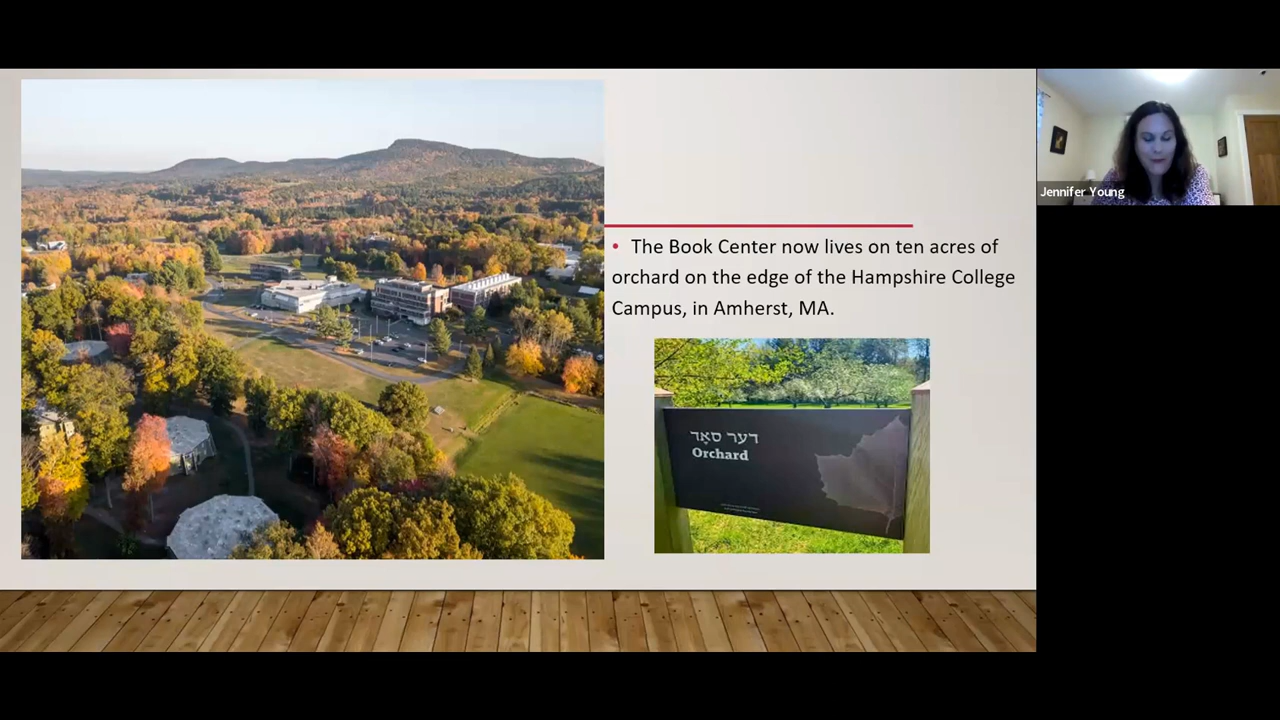 • The Book Center now lives on ten acres of
orchard on the edge of the Hampshire College
Campus, in Amherst, MA.
דער סאָד
Orchard
Jennifer Young